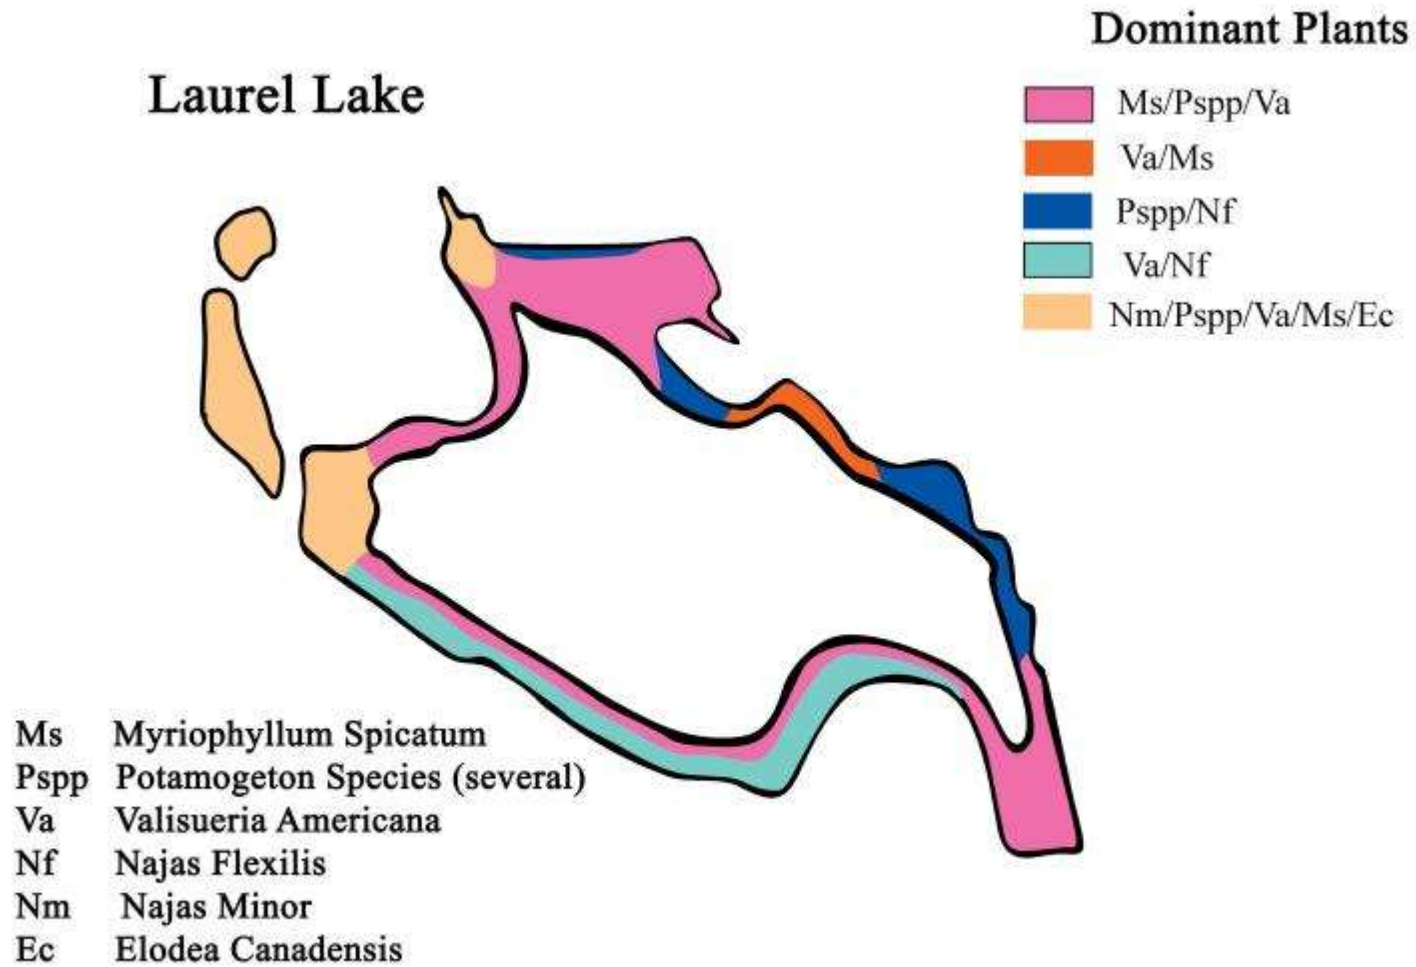 Dominant Plants
Laurel Lake
Ms/Pspp/Va
Va/Ms
Pspp/Nf
Va/Nf
Nm/Pspp/Va/Ms/Ec
Ms Myriophyllum Spicatum
Pspp Potamogeton Species (several)
Va Valisueria Americana
Nf Najas Flexilis
Nm Najas Minor
Ec Elodea Canadensis